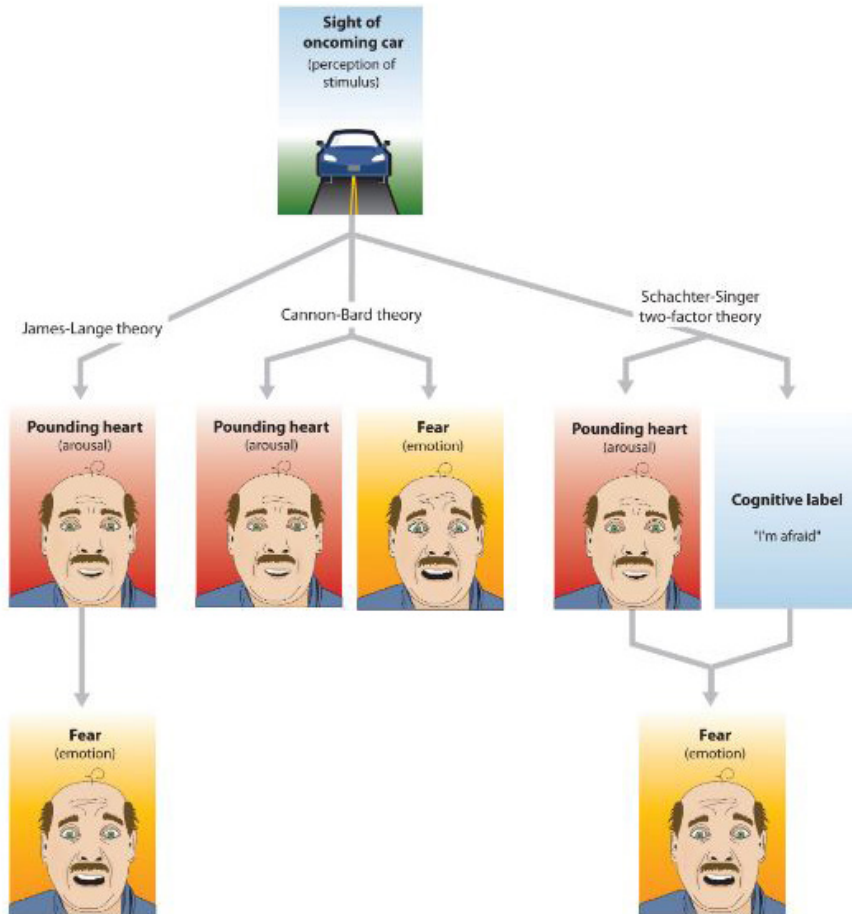 Sight of
oncoming car
(perception of
stimulus)
James-Lange theory
Cannon-Bard theory
Schachter-Singer
two-factor theory
Pounding heart
(arousal)
Pounding heart
(arousal)
Fear
(emotion)
Pounding heart
(arousal)
Cognitive label
"I'm afraid"
Fear
(emotion)
Fear
(emotion)